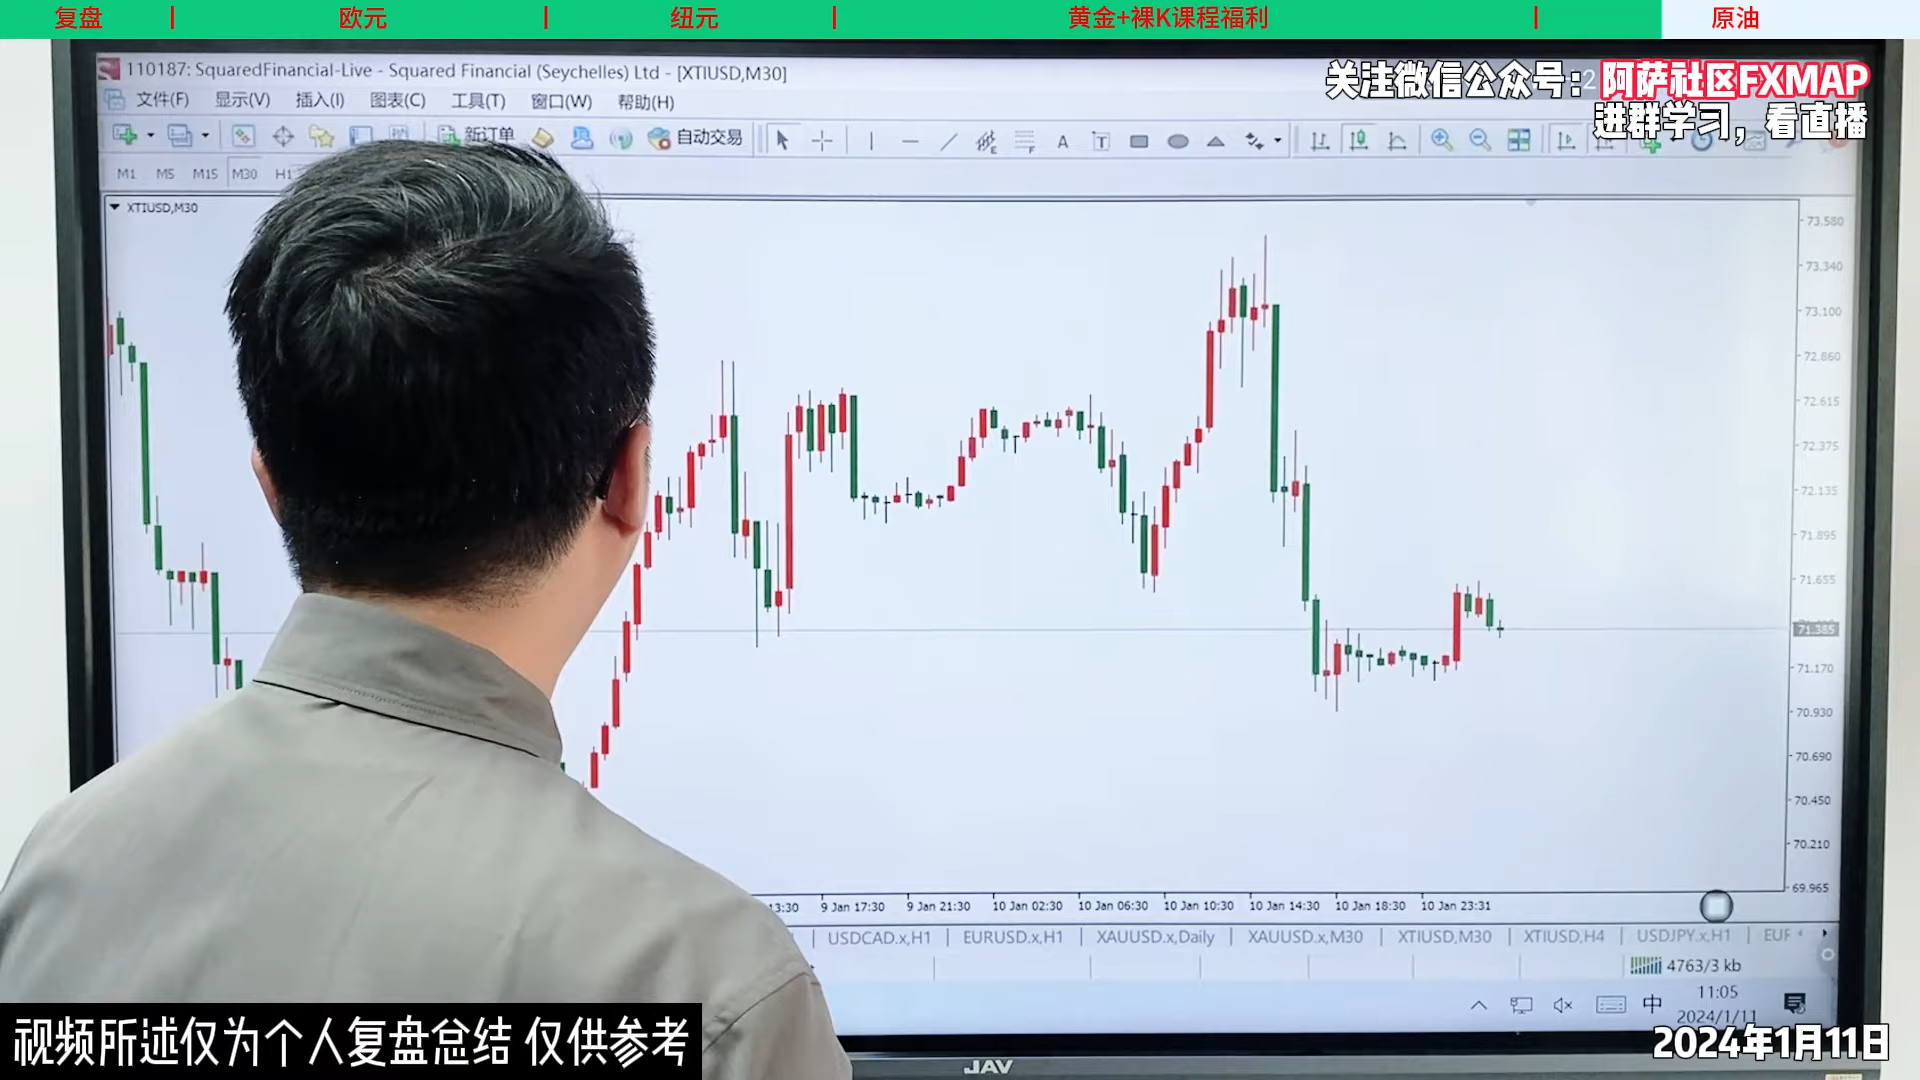 复盘 | 欧元 | 纽元 | 黄金+裸K课程福利 | 原油
110187: SquaredFinancial-Live - Squared Financial (Seychelles) Ltd - [XTIUSD,M30]
关注微信公众号：阿萨社区FXMAP
进群学习，看直播
文件(F) 显示(V) 插入(I) 图表(C) 工具(T) 窗口(W) 帮助(H)
新订单 自动交易
M1 M5 M15 M30 H1
XTIUSD,M30
73.580
73.340
73.100
72.860
72.615
72.375
72.135
71.895
71.655
71.385
71.170
70.930
70.690
70.450
70.210
69.965
13:30 9 Jan 17:30 9 Jan 21:30 10 Jan 02:30 10 Jan 06:30 10 Jan 10:30 10 Jan 14:30 10 Jan 18:30 10 Jan 23:31
USDCAD.x,H1 EURUSD.x,H1 XAUUSD.x,Daily XAUUSD.x,M30 XTIUSD,M30 XTIUSD,H4 USDJPY.x,H1 EUF
4763/3 kb
中 11:05
2024/1/11
视频所述仅为个人复盘总结 仅供参考
2024年1月11日
JAV